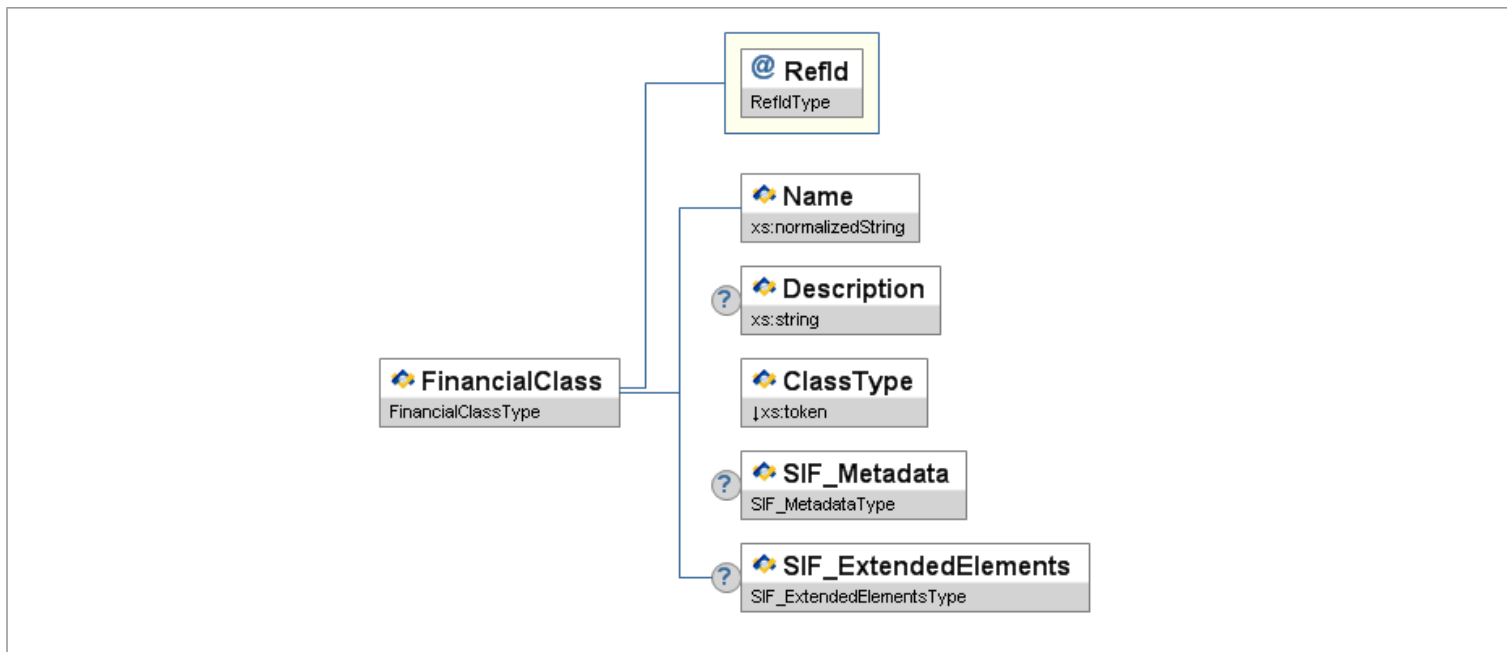 @ RefId
RefIdType
Name
xs:normalizedString
? Description
xs:string
FinancialClass
FinancialClassType
ClassType
↓xs:token
? SIF_Metadata
SIF_MetadataType
? SIF_ExtendedElements
SIF_ExtendedElementsType